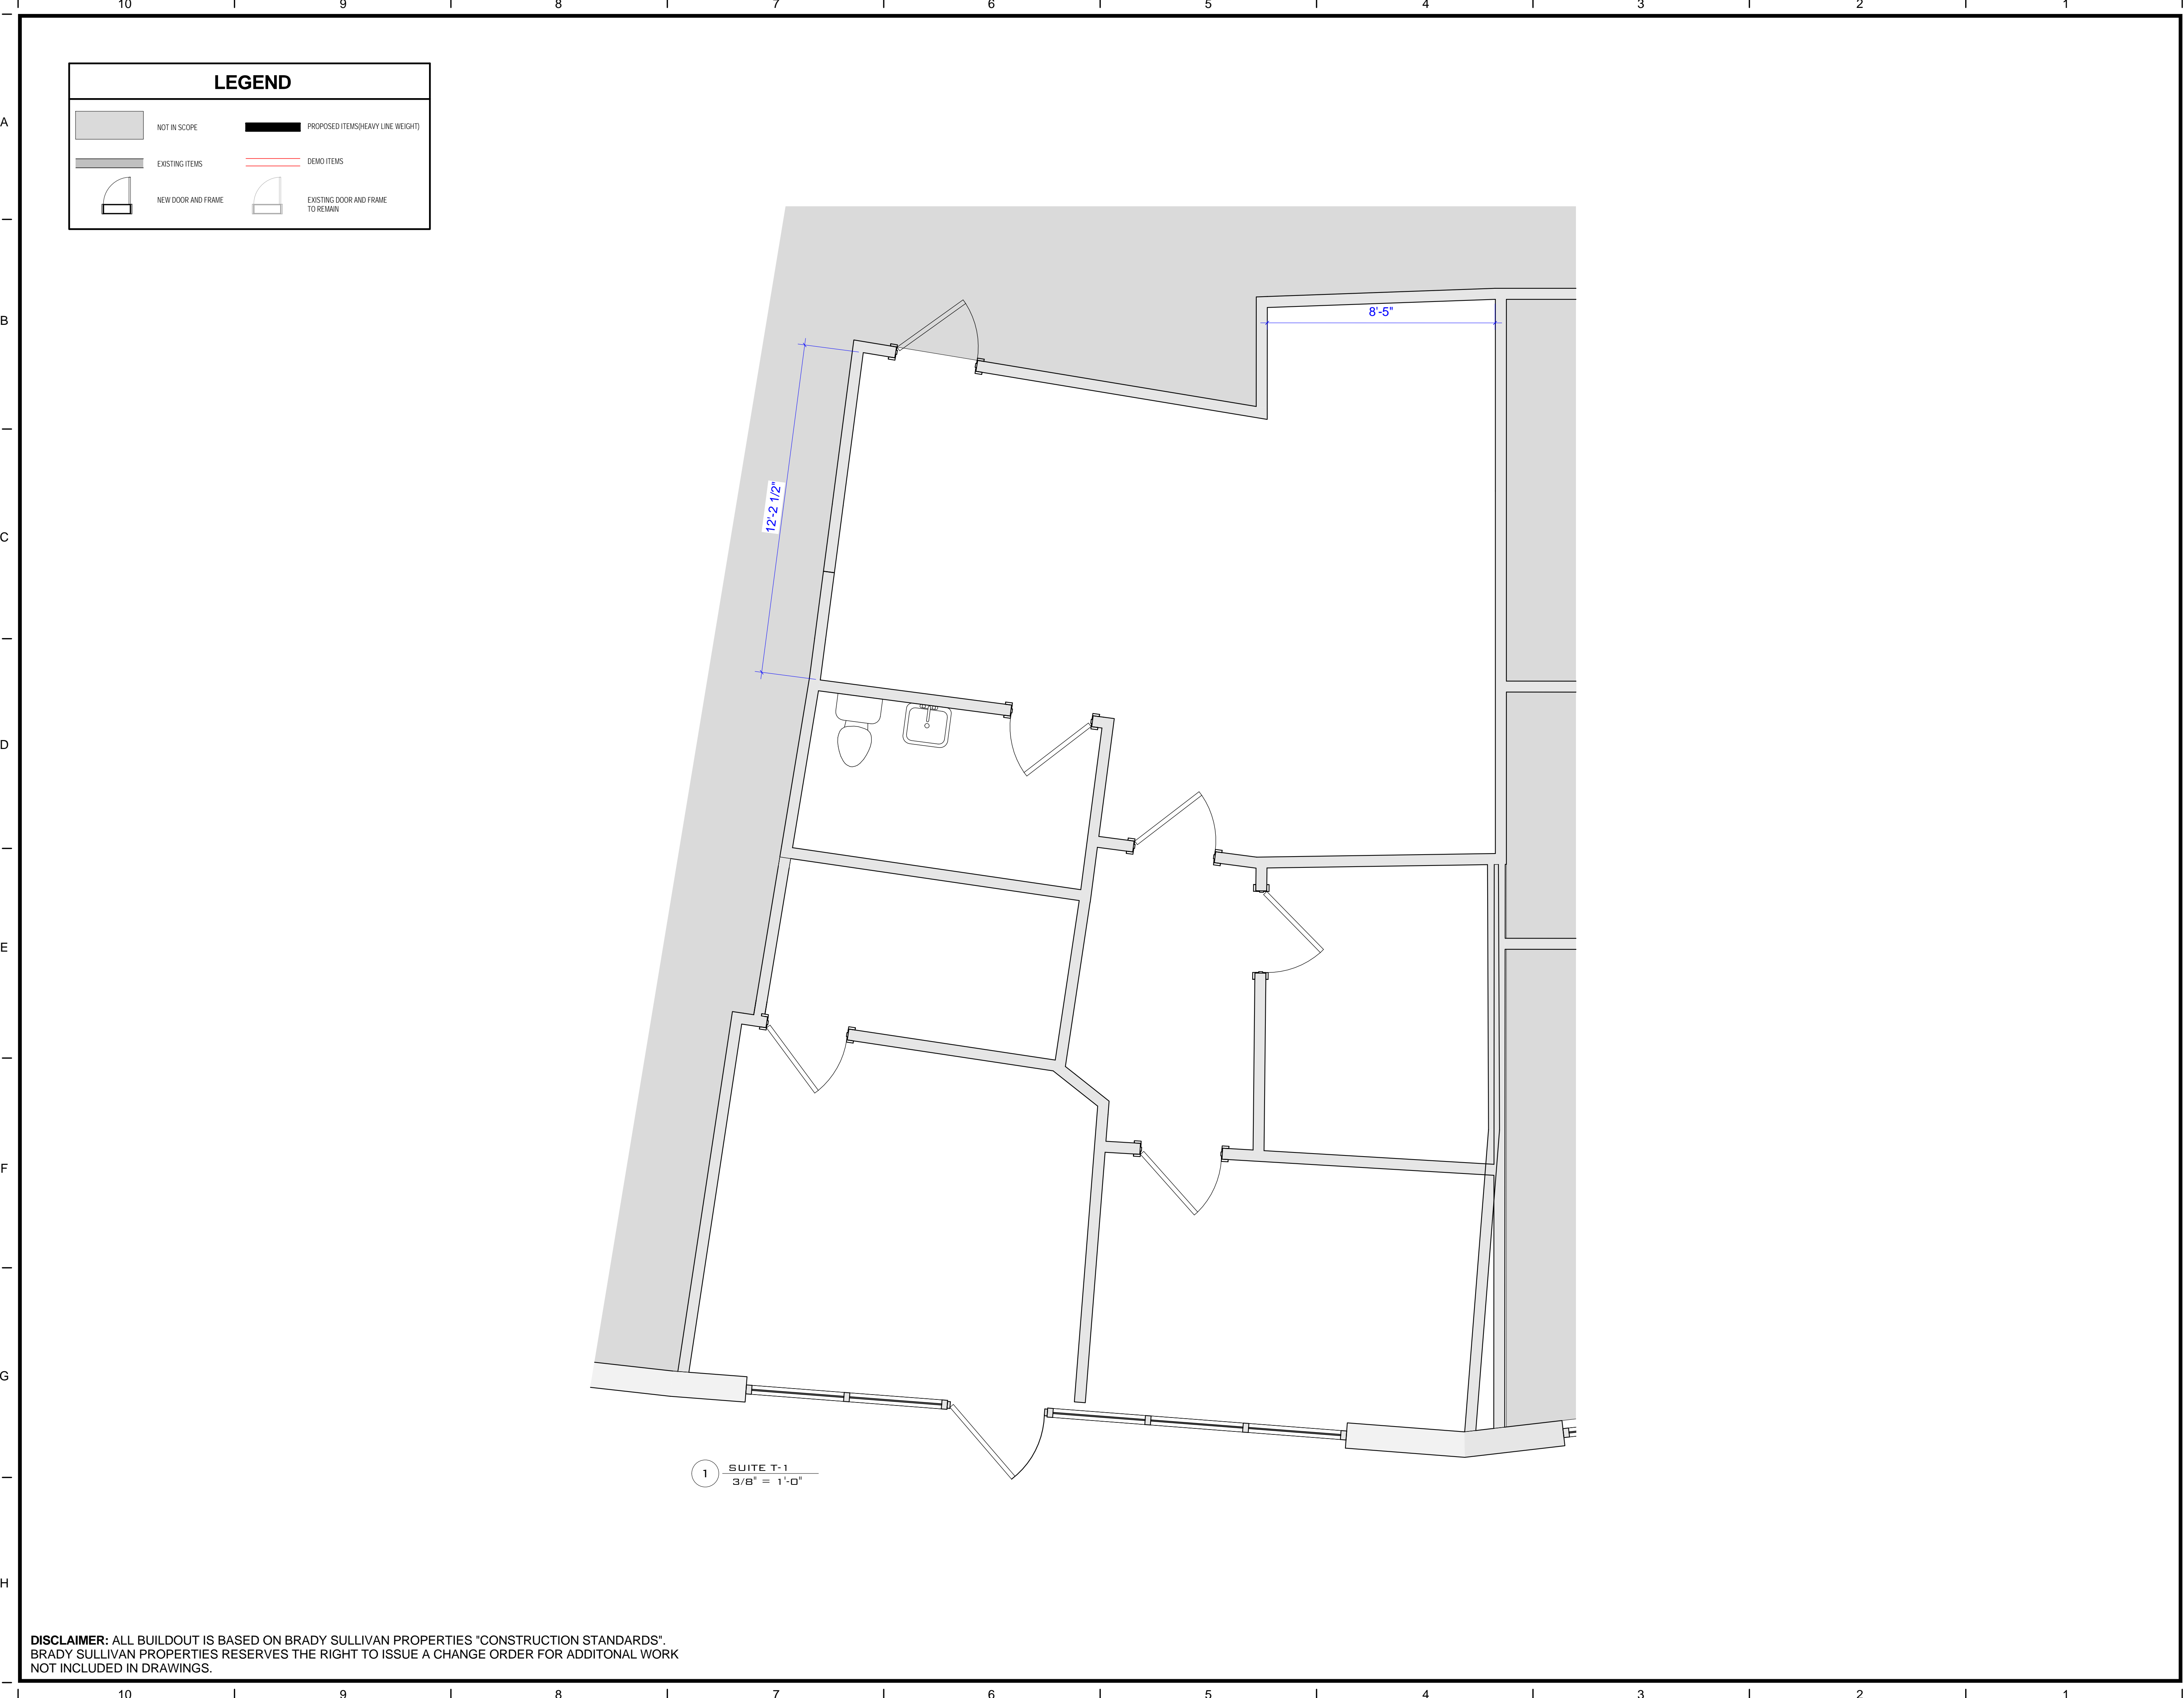 10 9 8 7 6 5 4 3 2 1
LEGEND
A
NOT IN SCOPE
PROPOSED ITEMS(HEAVY LINE WEIGHT)
EXISTING ITEMS
DEMO ITEMS
NEW DOOR AND FRAME
EXISTING DOOR AND FRAME
TO REMAIN
B
8'-5"
12'-2 1/2"
C
D
E
F
G
1
SUITE T-1
3/8" = 1'-0"
H
DISCLAIMER: ALL BUILDOUT IS BASED ON BRADY SULLIVAN PROPERTIES "CONSTRUCTION STANDARDS".
BRADY SULLIVAN PROPERTIES RESERVES THE RIGHT TO ISSUE A CHANGE ORDER FOR ADDITONAL WORK
NOT INCLUDED IN DRAWINGS.
10 9 8 7 6 5 4 3 2 1